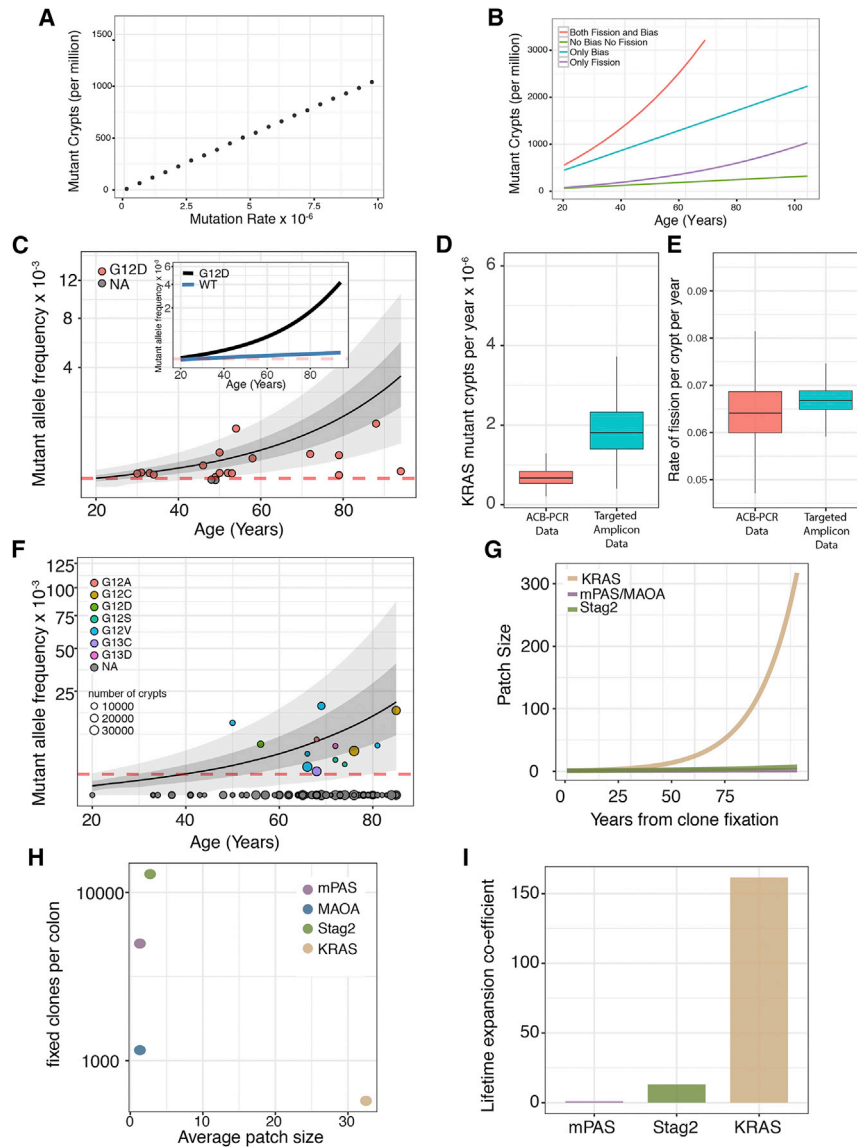 A
Mutant Crypts (per million)
1500
1000
500
0
0
2.5
5
7.5
10
Mutation Rate x 10-6
B
Mutant Crypts (per million)
Both Fission and Bias
No Bias No Fission
Only Bias
Only Fission
3000
2000
1000
0
20
40
60
80
100
Age (Years)
C
Mutant allele frequency x 10-3
G12D
NA
12
8
4
20
40
60
80
Age (Years)
Mutant allele frequency x 10-3
G12D
WT
6
4
2
20
40
60
80
Age (Years)
D
KRAS mutant crypts per year x 10-6
6
4
2
0
ACB-PCR
Data
Targeted
Amplicon
Data
E
Rate of fission per crypt per year
0.09
0.08
0.07
0.06
0.05
ACB-PCR
Data
Targeted
Amplicon
Data
F
Mutant allele frequency x 10-3
125
100
75
50
25
G12A
G12C
G12D
G12S
G12V
G13C
G13D
NA
number of crypts
10000
20000
30000
20
40
60
80
Age (Years)
G
Patch Size
KRAS
mPAS/MAOA
Stag2
300
200
100
0
0
25
50
75
Years from clone fixation
H
fixed clones per colon
10000
1000
mPAS
MAOA
Stag2
KRAS
0
10
20
30
Average patch size
I
Lifetime expansion co-efficient
150
100
50
0
mPAS
Stag2
KRAS